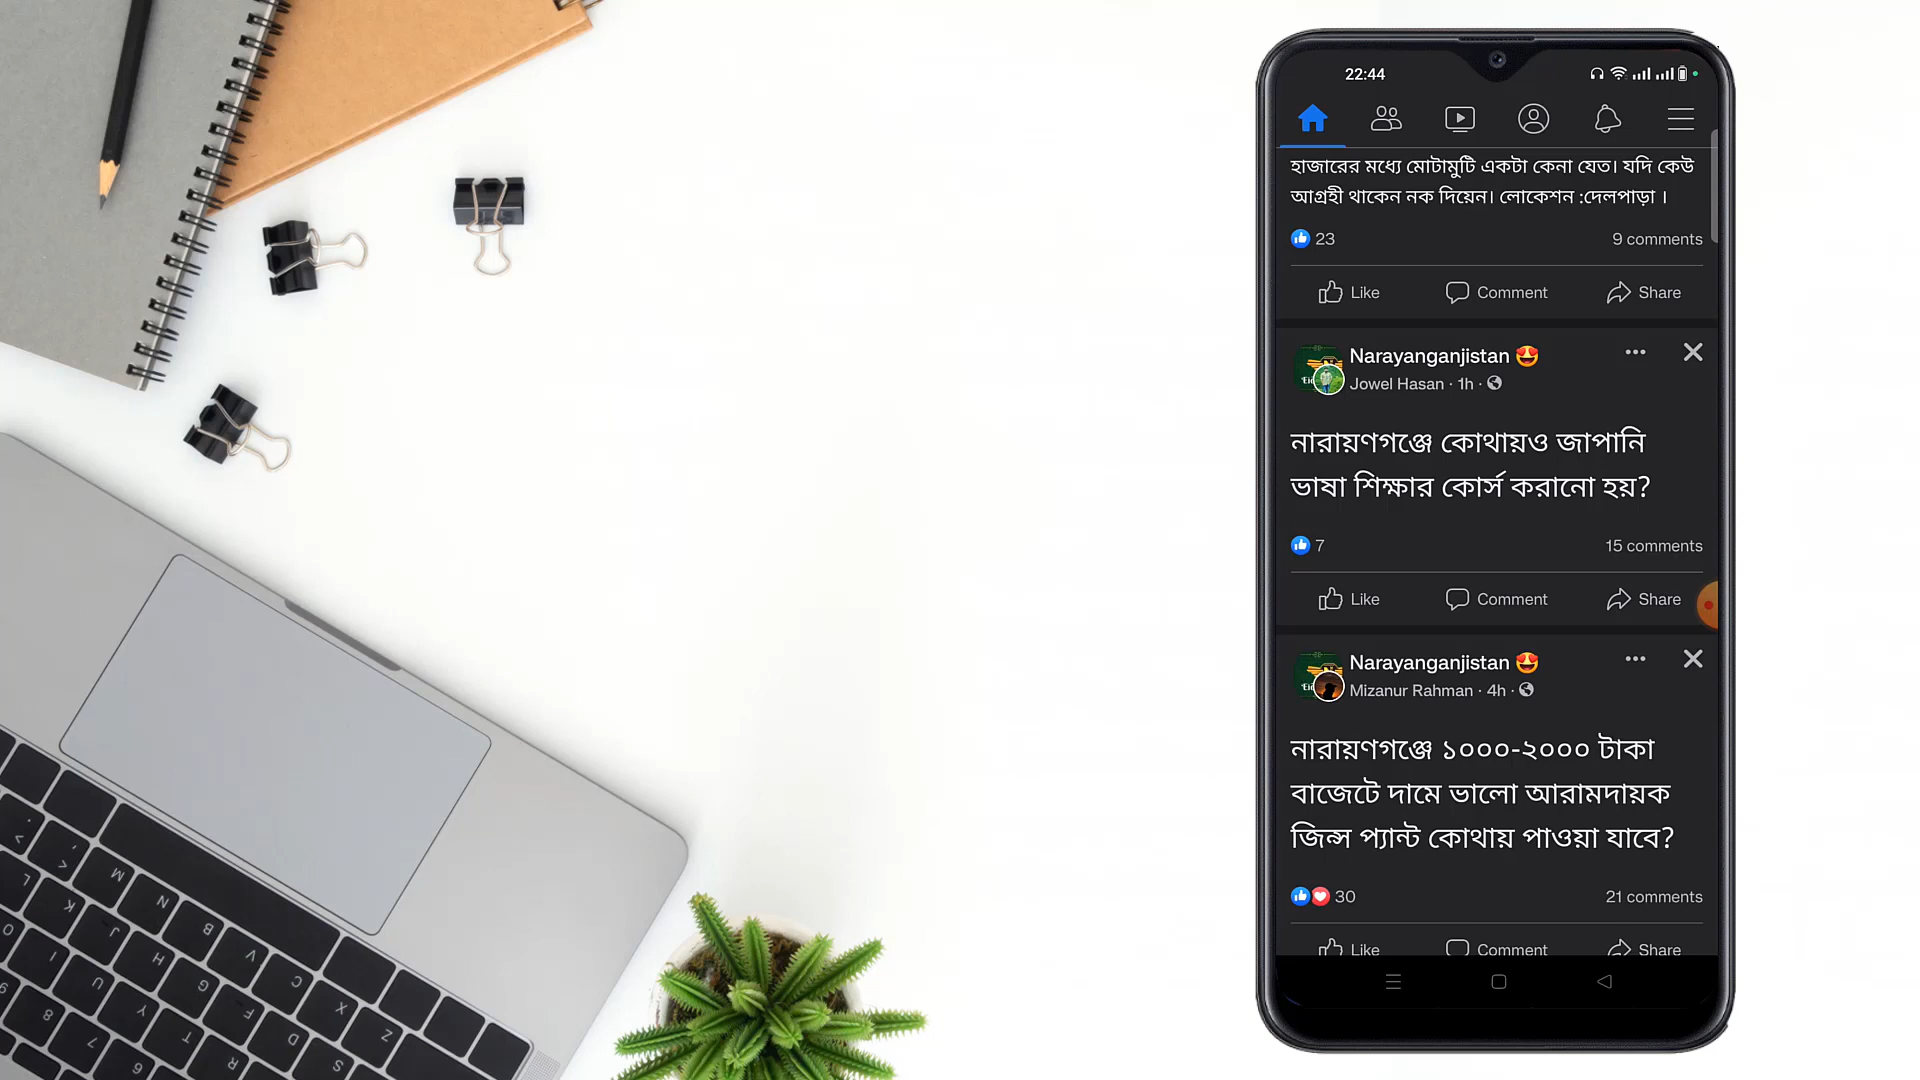 22:44
হাজারের মধ্যে মোটামুটি একটা কেনা যেত। যদি কেউ
আগ্রহী থাকেন নক দিয়েন। লোকেশন :দেলপাড়া ।
23 9 comments
Like Comment Share
Narayanganjistan 🤩
Jowel Hasan · 1h ·
নারায়ণগঞ্জে কোথায়ও জাপানি
ভাষা শিক্ষার কোর্স করানো হয়?
7 15 comments
Like Comment Share
Narayanganjistan 🤩
Mizanur Rahman · 4h ·
নারায়ণগঞ্জে ১০০০-২০০০ টাকা
বাজেটে দামে ভালো আরামদায়ক
জিন্স প্যান্ট কোথায় পাওয়া যাবে?
30 21 comments
Like Comment Share